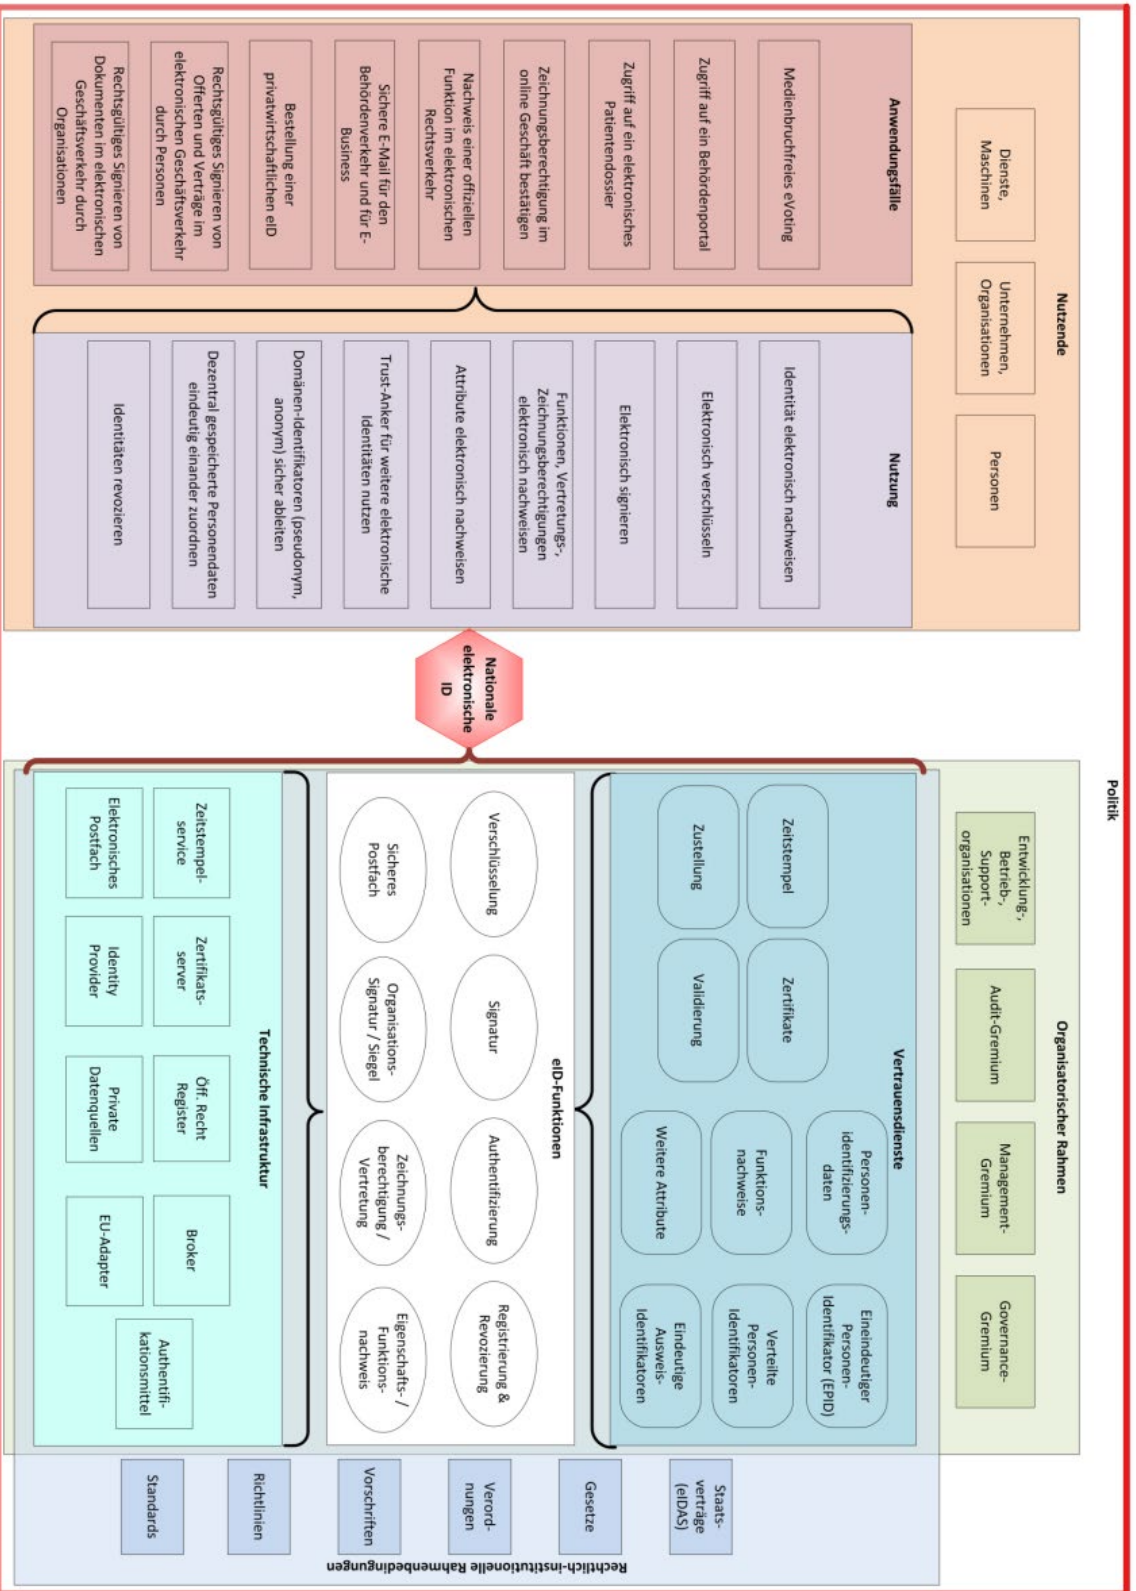 Politik
Nutzende
Dienste,
Maschinen
Unternehmen,
Organisationen
Personen
Anwendungsfälle
Medienbruchfreies eVoting
Zugriff auf ein Behördenportal
Zugriff auf ein elektronisches
Patientendossier
Zeichnungsberechtigung im
online Geschäft bestätigen
Nachweis einer offiziellen
Funktion im elektronischen
Rechtsverkehr
Sichere E-Mail für den
Behördenverkehr und für E-
Business
Bestellung einer
privatwirtschaftlichen eID
Rechtsgültiges Signieren von
Offerten und Verträge im
elektronischen Geschäftsverkehr
durch Personen
Rechtsgültiges Signieren von
Dokumenten im elektronischen
Geschäftsverkehr durch
Organisationen
Nutzung
Identität elektronisch nachweisen
Elektronisch verschlüsseln
Elektronisch signieren
Funktionen, Vertretungs-,
Zeichnungsberechtigungen
elektronisch nachweisen
Attribute elektronisch nachweisen
Trust-Anker für weitere elektronische
Identitäten nutzen
Domänen-Identifikatoren (pseudonym,
anonym) sicher ableiten
Dezentral gespeicherte Personendaten
eindeutig einander zuordnen
Identitäten revozieren
Nationale
elektronische
ID
Organisatorischer Rahmen
Entwicklung-,
Betrieb-,
Support-
organisationen
Audit-Gremium
Management-
Gremium
Governance-
Gremium
Vertrauensdienste
Zeitstempel
Zertifikate
Zustellung
Validierung
Personen-
identifizierungs-
daten
Eineindeutiger
Personen-
Identifikator (EPID)
Funktions-
nachweise
Verteilte
Personen-
Identifikatoren
Weitere Attribute
Eindeutige
Ausweis-
Identifikatoren
eID-Funktionen
Verschlüsselung
Signatur
Authentifizierung
Registrierung &
Revozierung
Sicheres
Postfach
Organisations-
Signatur / Siegel
Zeichnungs-
berechtigung /
Vertretung
Eigenschafts- /
Funktions-
nachweis
Technische Infrastruktur
Zeitstempel-
service
Zertifikats-
server
Öff. Recht
Register
Broker
Authentifi-
kationsmittel
Elektronisches
Postfach
Identity
Provider
Private
Datenquellen
EU-Adapter
Staats-
verträge
(eIDAS)
Gesetze
Verord-
nungen
Vorschriften
Richtlinien
Standards
Rechtlich-institutitutionelle Rahmenbedingungen